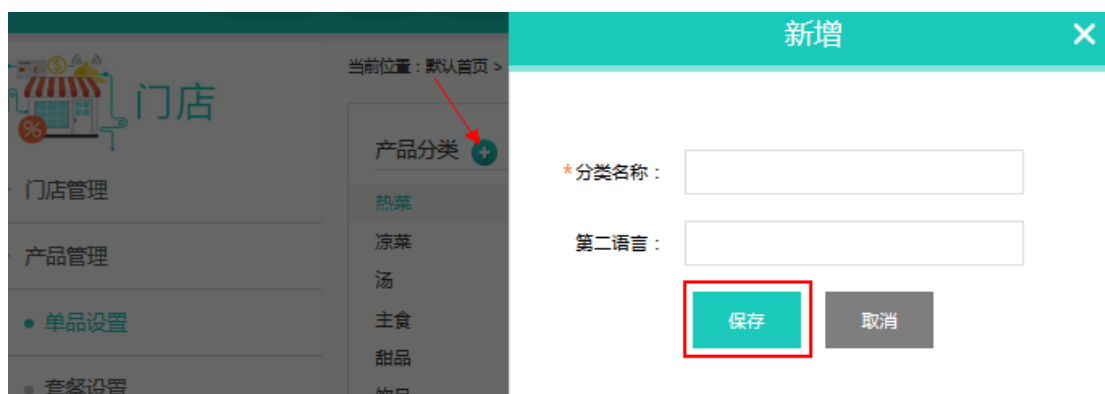 门店
门店管理
产品管理
单品设置
套餐设置
当前位置：默认首页 >
产品分类
热菜
凉菜
汤
主食
甜品
饮品
新增
*分类名称：
第二语言：
保存
取消